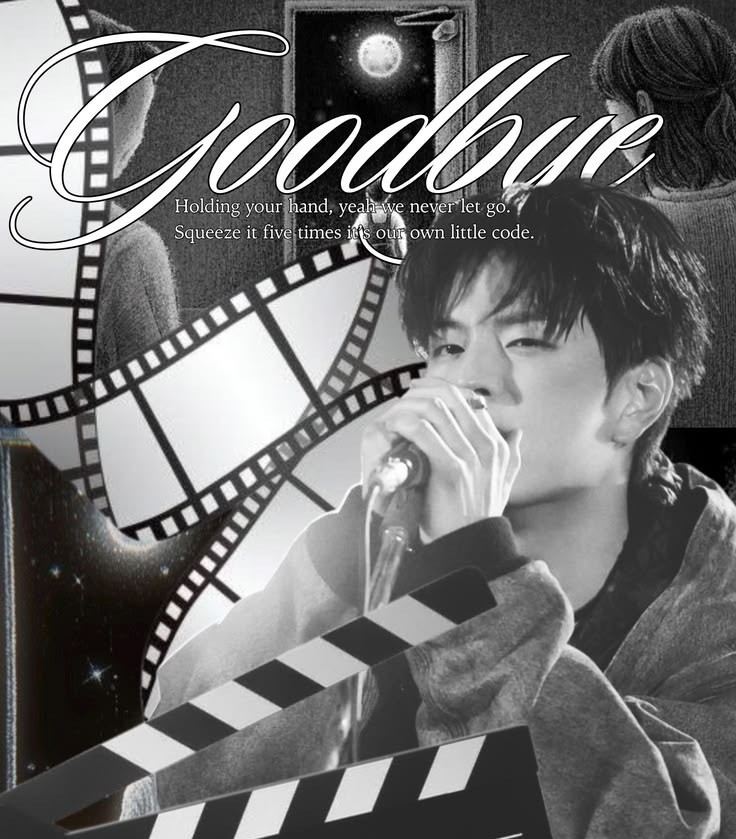 Goodbye
Holding your hand, yeah we never let go.
Squeeze it five times it's our own little code.